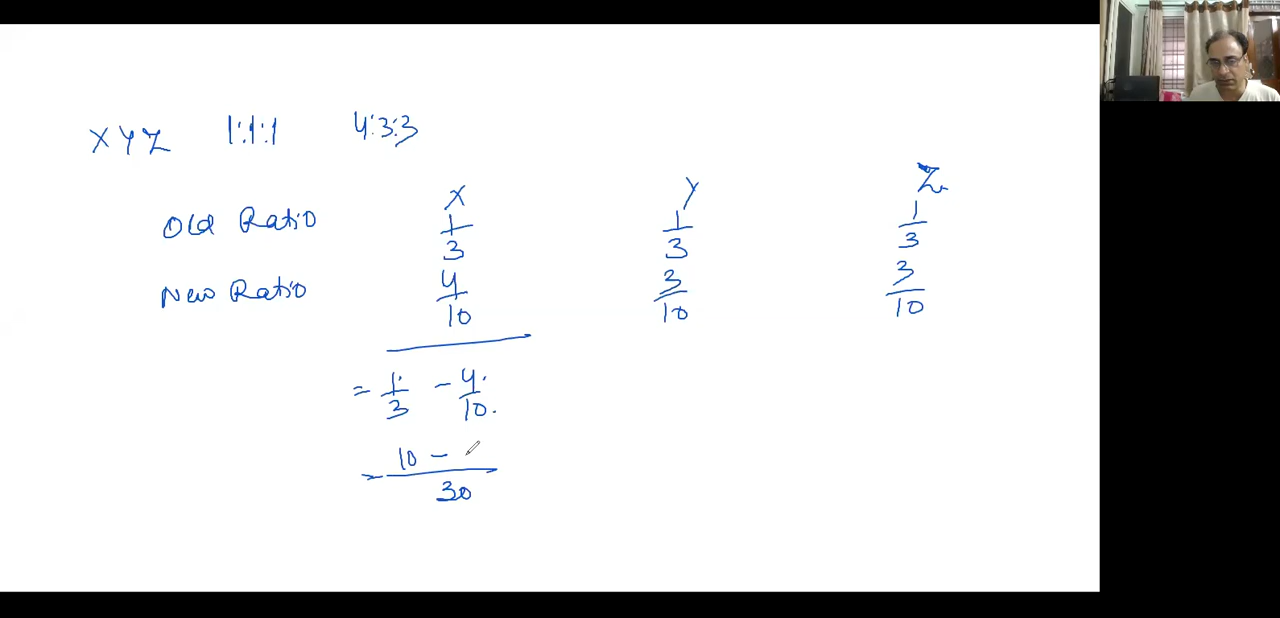 X Y Z 1:1:1 4:3:3
X Y Z
Old Ratio 1/3 1/3 1/3
New Ratio 4/10 3/10 3/10
= 1/3 - 4/10
= 10 - / 30